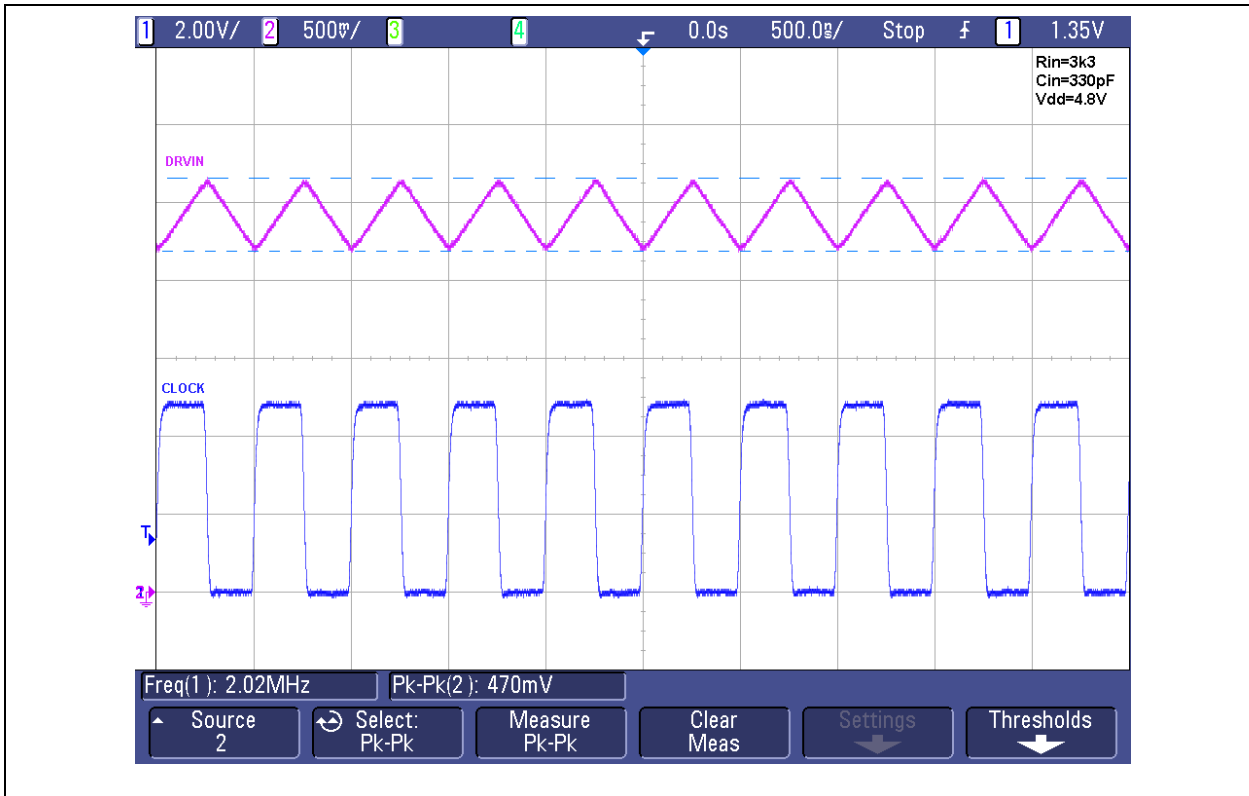 1 2.00V/ 2 500mV/ 3 4 0.0s 500.0ns/ Stop 1 1.35V
Rin=3k3
Cin=330pF
Vdd=4.8V
DRVIN
CLOCK
T
Freq(1): 2.02MHz Pk-Pk(2): 470mV
Source
2
Select:
Pk-Pk
Measure
Pk-Pk
Clear
Meas
Settings
Thresholds